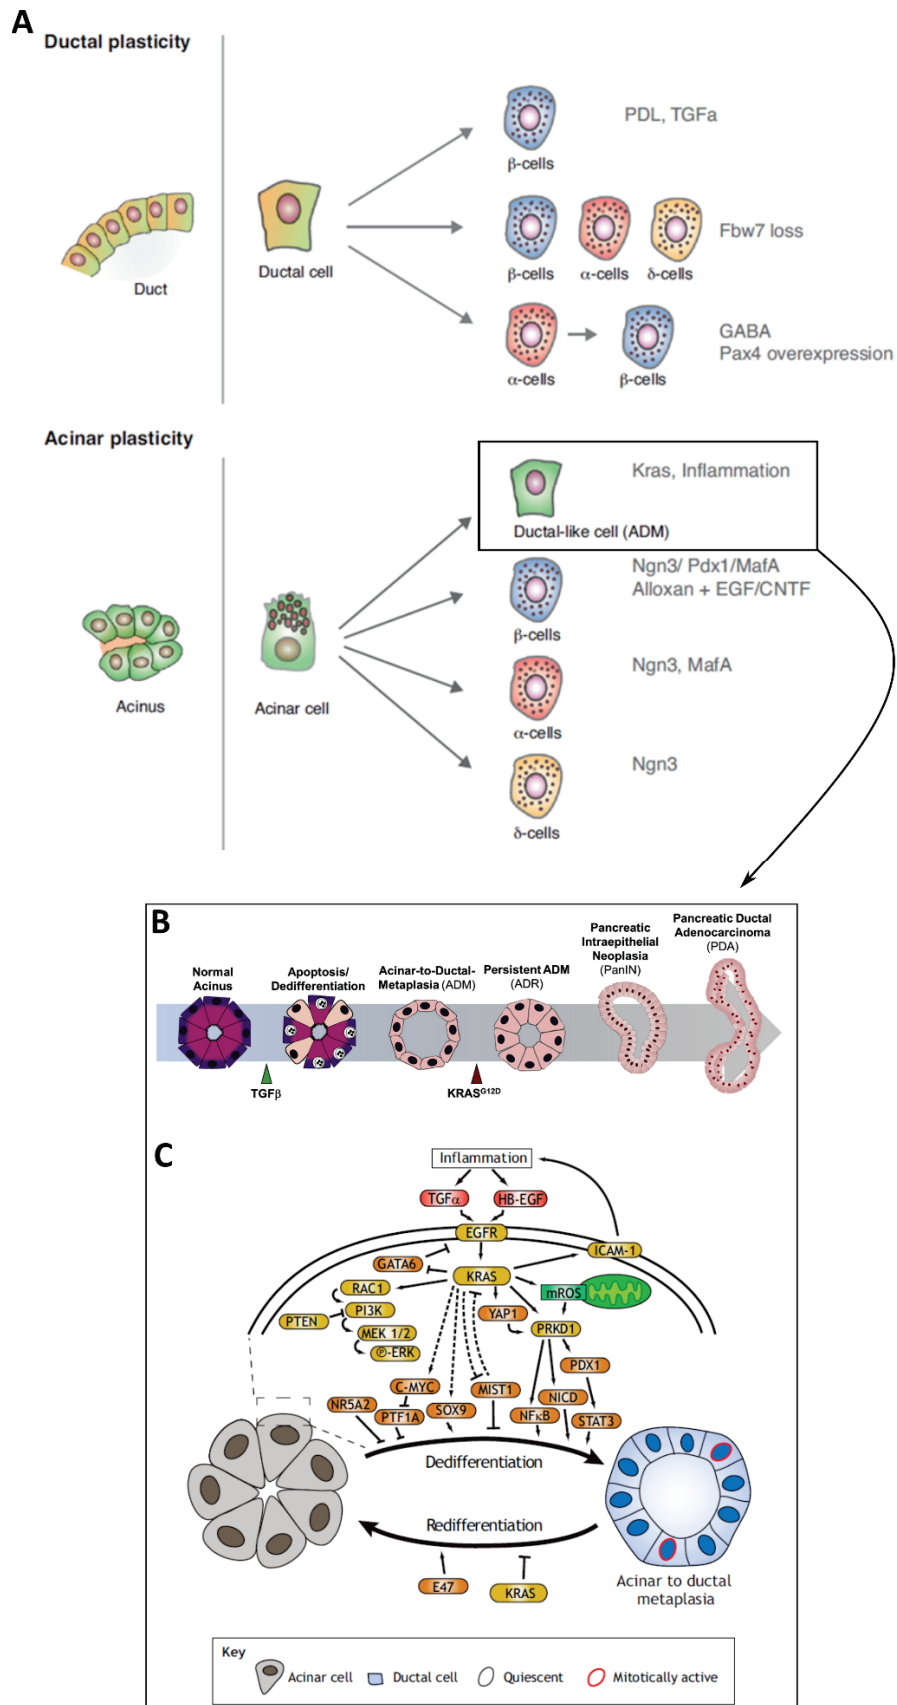 A
Ductal plasticity
PDL, TGFa
β-cells
Duct
Ductal cell
Fbw7 loss
β-cells
α-cells
δ-cells
GABA
Pax4 overexpression
α-cells
β-cells
Acinar plasticity
Kras, Inflammation
Ductal-like cell (ADM)
Ngn3/ Pdx1/MafA
Alloxan + EGF/CNTF
β-cells
Ngn3, MafA
Acinus
Acinar cell
α-cells
Ngn3
δ-cells
B
Normal
Acinus
Apoptosis/
Dedifferentiation
Acinar-to-Ductal-
Metaplasia (ADM)
Persistent ADM
(ADR)
Pancreatic
Intraepithelial
Neoplasia
(PanIN)
Pancreatic Ductal
Adenocarcinoma
(PDA)
TGFβ
KRASG12D
C
Inflammation
TGFα
HB-EGF
EGFR
ICAM-1
GATA6
KRAS
RAC1
mROS
PTEN
PI3K
YAP1
PRKD1
MEK 1/2
P-ERK
PDX1
C-MYC
MIST1
NICD
NR5A2
PTF1A
SOX9
NFκB
STAT3
Dedifferentiation
Redifferentiation
E47
KRAS
Acinar to ductal
metaplasia
Key
Acinar cell
Ductal cell
Quiescent
Mitotically active